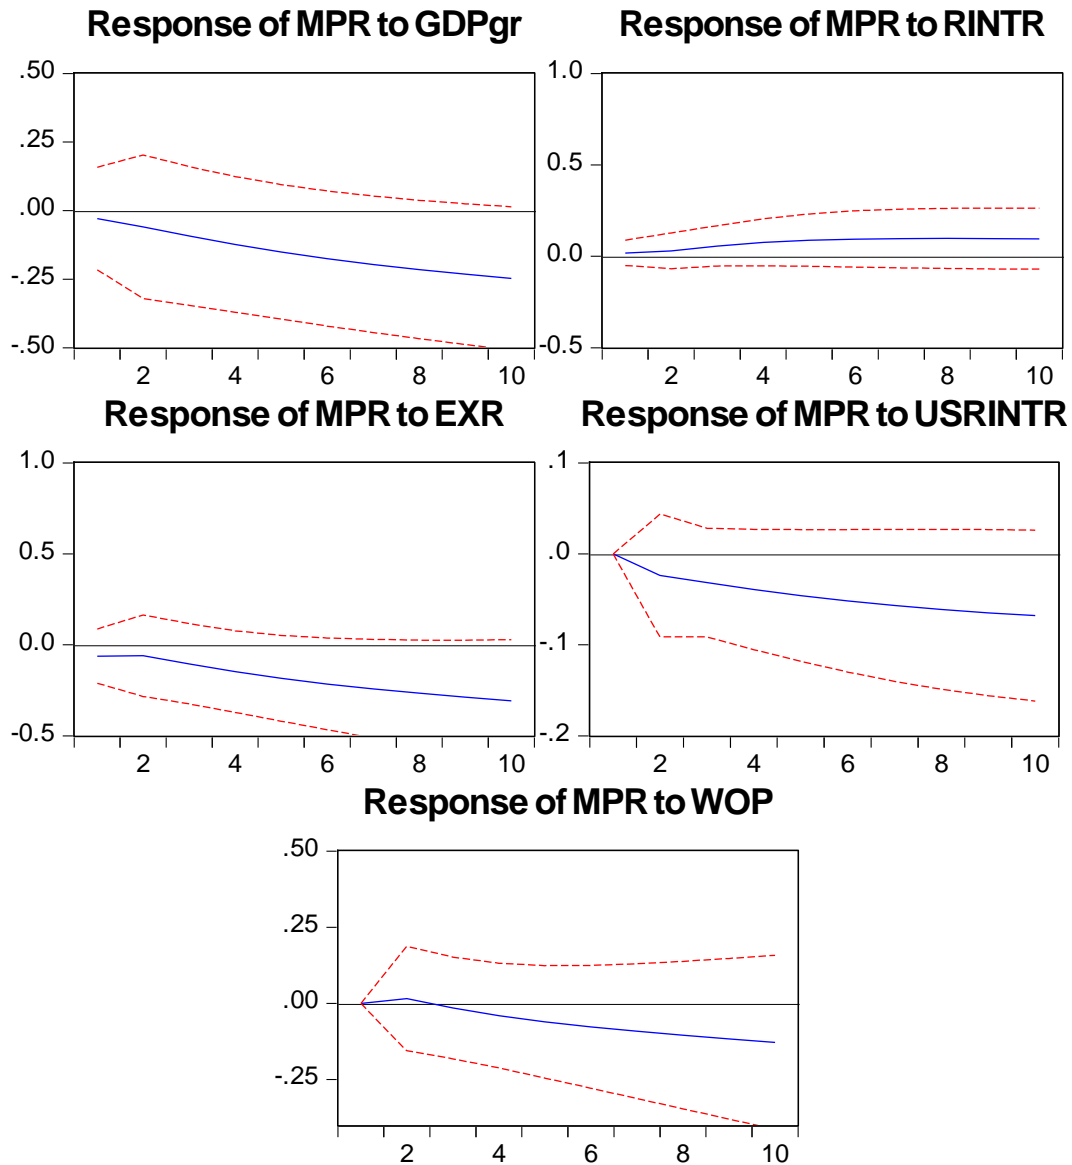 Response of MPR to GDPgr
.50
.25
.00
-.25
-.50
2 4 6 8 10
Response of MPR to RINTR
1.0
0.5
0.0
-0.5
2 4 6 8 10
Response of MPR to EXR
1.0
0.5
0.0
-0.5
2 4 6 8 10
Response of MPR to USRINTR
.1
.0
-.1
-.2
2 4 6 8 10
Response of MPR to WOP
.50
.25
.00
-.25
2 4 6 8 10